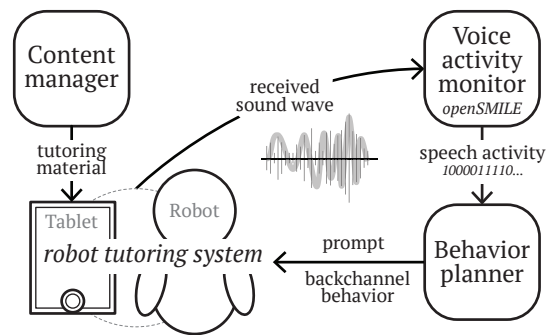 Content
manager
Voice
activity
monitor
openSMILE
received
sound wave
tutoring
material
speech activity
1000011110...
Tablet
Robot
robot tutoring system
prompt
backchannel
behavior
Behavior
planner